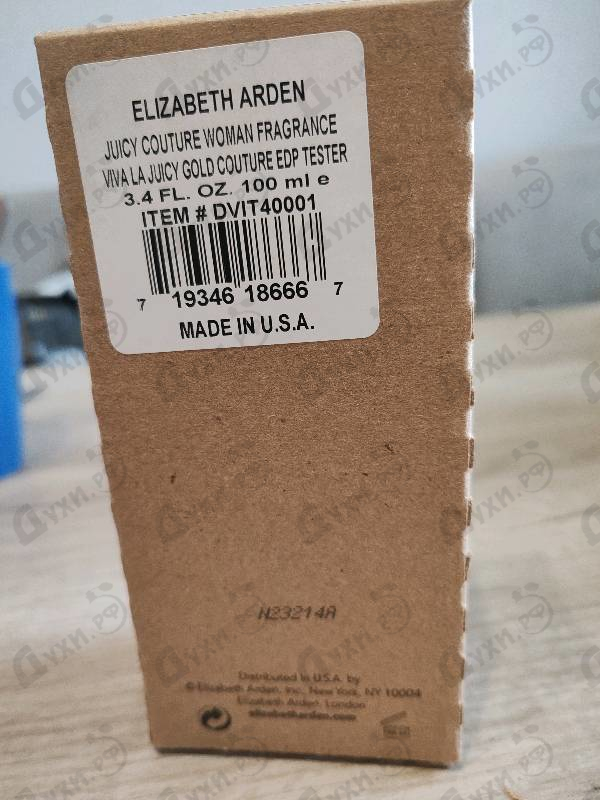 ELIZABETH ARDEN
JUICY COUTURE WOMAN FRAGRANCE
VIVA LA JUICY GOLD COUTURE EDP TESTER
3.4 FL. OZ. 100 ml e
ITEM # DVIT40001
7 19346 18666 7
MADE IN U.S.A.
N23214A
Distributed in U.S.A. by
© Elizabeth Arden, Inc. New York, NY 10004
Elizabeth Arden, London
elizabetharden.com
Духи.рф